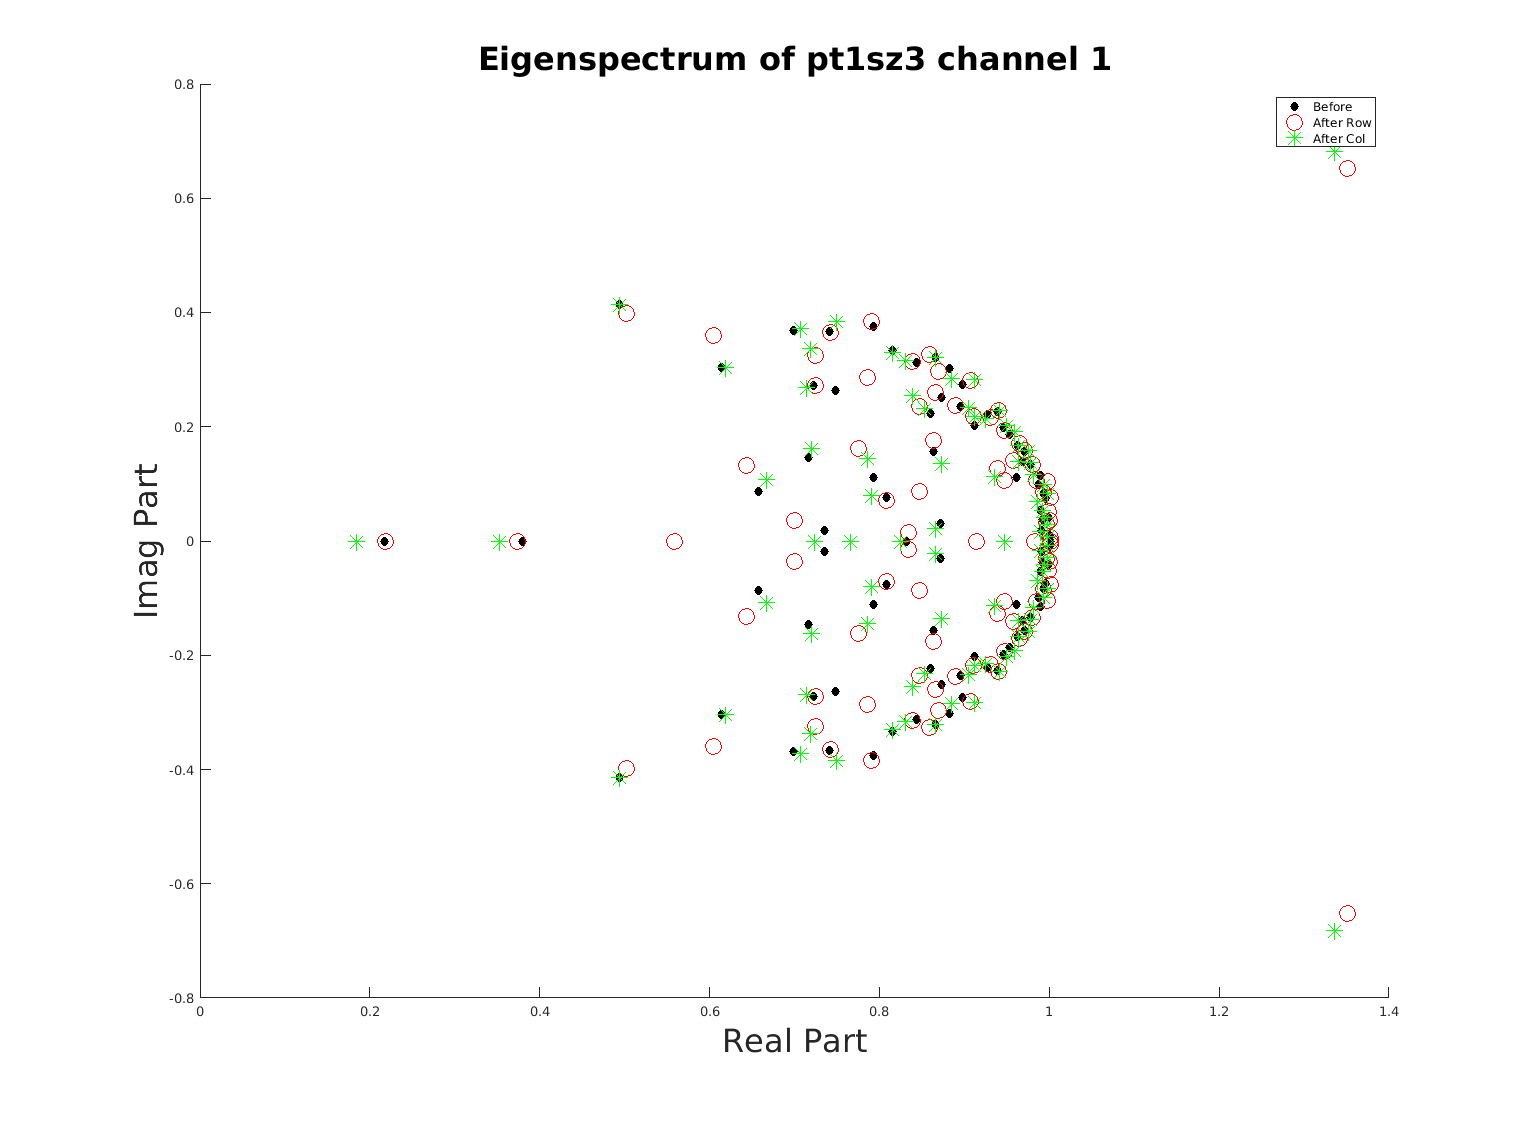 Eigenspectrum of pt1sz3 channel 1
Before
After Row
After Col
0.8
0.6
0.4
0.2
0
-0.2
-0.4
-0.6
-0.8
Imag Part
0 0.2 0.4 0.6 0.8 1 1.2 1.4
Real Part